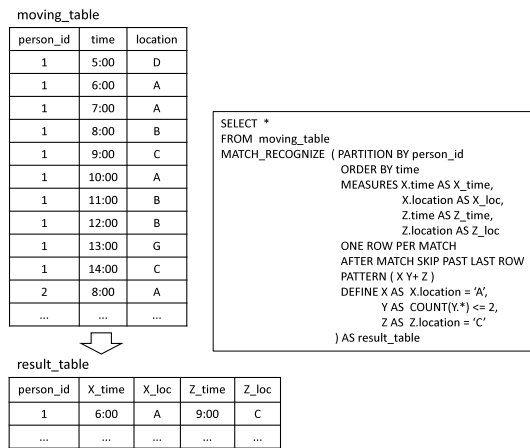 moving_table
person_id time location
1 5:00 D
1 6:00 A
1 7:00 A
1 8:00 B
1 9:00 C
1 10:00 A
1 11:00 B
1 12:00 B
1 13:00 G
1 14:00 C
2 8:00 A
... ... ...
SELECT *
FROM moving_table
MATCH_RECOGNIZE ( PARTITION BY person_id
ORDER BY time
MEASURES X.time AS X_time,
X.location AS X_loc,
Z.time AS Z_time,
Z.location AS Z_loc
ONE ROW PER MATCH
AFTER MATCH SKIP PAST LAST ROW
PATTERN ( X Y+ Z )
DEFINE X AS X.location = ‘A’,
Y AS COUNT(Y.*) <= 2,
Z AS Z.location = ‘C’
) AS result_table
result_table
person_id X_time X_loc Z_time Z_loc
1 6:00 A 9:00 C
... ... ... ... ...